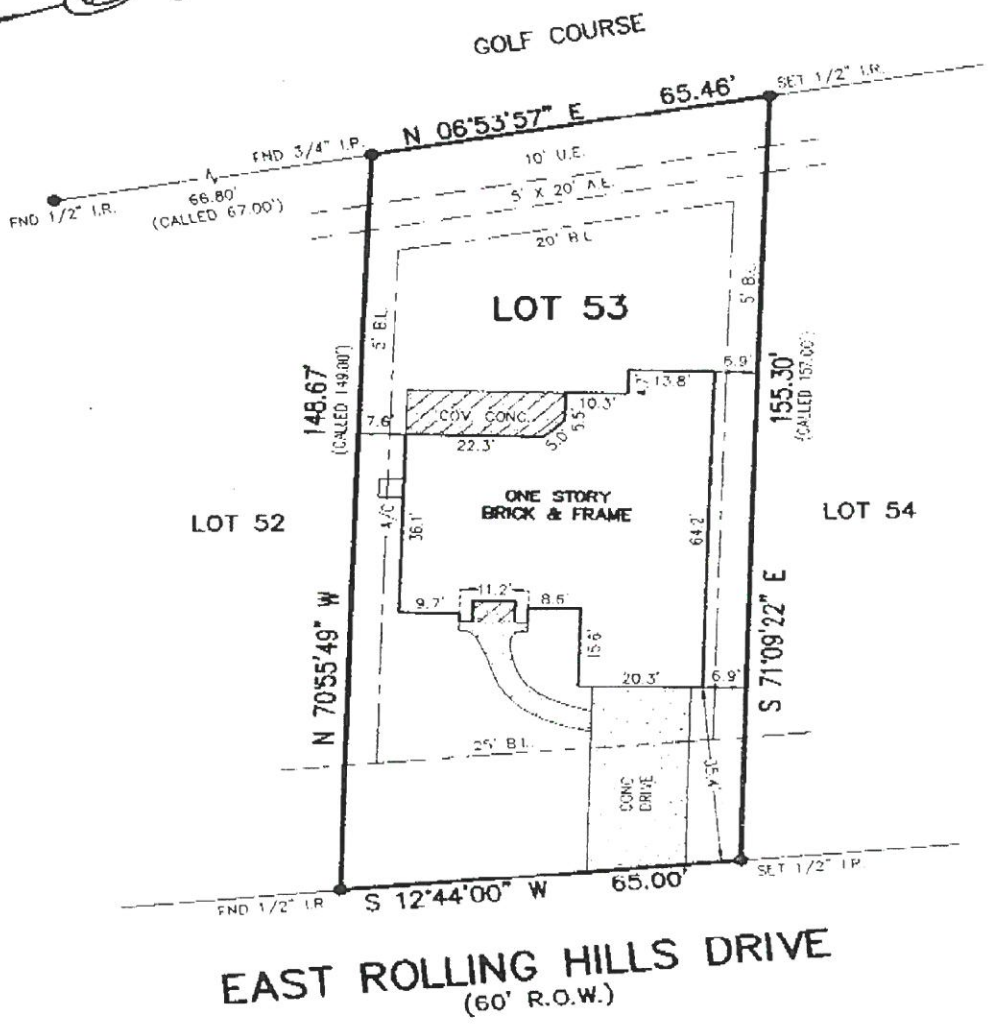 GOLF COURSE
SET 1/2" I.R.
N 06°53'57" E 65.46'
FND 3/4" I.P.
10' U.E.
5' X 20' A.E.
66.80'
(CALLED 67.00')
FND 1/2" I.R.
20' B.L.
LOT 53
5' B.L.
5' B.L.
148.67'
(CALLED 149.00')
155.30'
(CALLED 157.00')
6.9'
13.8'
10.3'
7.6'
COV. CONC.
5.5'
5.0'
22.3'
ONE STORY
BRICK & FRAME
LOT 52
LOT 54
A/C
36.1'
64.2'
9.7'
11.2'
8.6'
15.6'
20.3'
6.9'
N 70°55'49" W
S 71°09'22" E
25' B.L.
CONC
DRIVE
35.4'
FND 1/2" I.R.
S 12°44'00" W 65.00'
SET 1/2" I.R.
EAST ROLLING HILLS DRIVE
(60' R.O.W.)